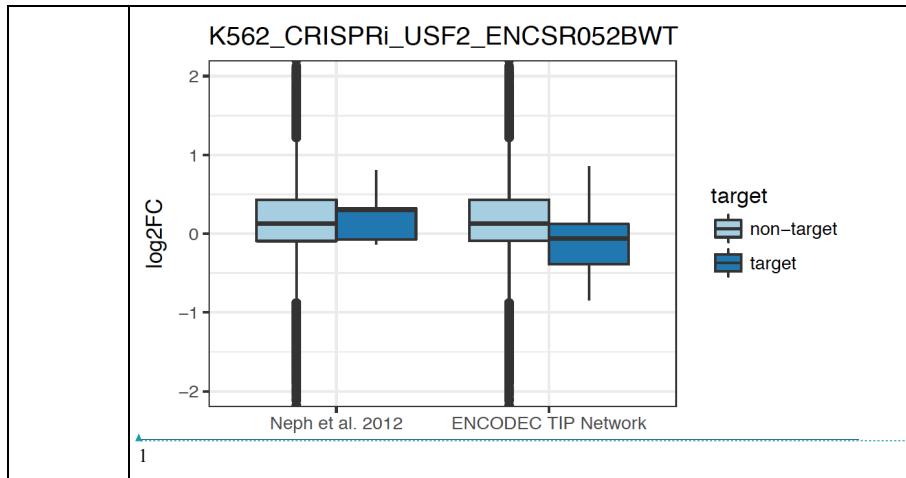 K562_CRISPRi_USF2_ENCSR052BWT
2
1
0
−1
−2
log2FC
Neph et al. 2012
ENCODEC TIP Network
target
non−target
target
1